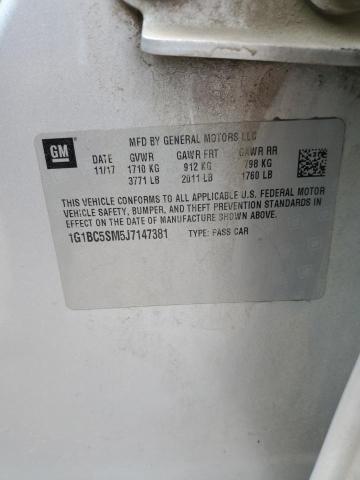 GM
MFD BY GENERAL MOTORS LLC
DATE GVWR GAWR FRT GAWR RR
11/17 1710 KG 912 KG 798 KG
3771 LB 2011 LB 1760 LB
THIS VEHICLE CONFORMS TO ALL APPLICABLE U.S. FEDERAL MOTOR
VEHICLE SAFETY, BUMPER, AND THEFT PREVENTION STANDARDS IN
EFFECT ON THE DATE OF MANUFACTURE SHOWN ABOVE.
1G1BC5SM5J7147381 TYPE: PASS CAR